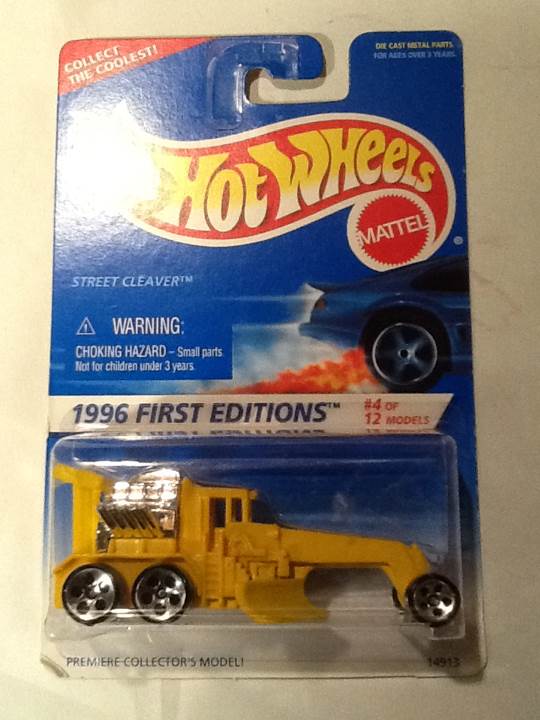 COLLECT
THE COOLEST!
DIE CAST METAL PARTS.
FOR AGES OVER 3 YEARS.
HOT WHEELS
MATTEL
®
STREET CLEAVER™
⚠ WARNING:
CHOKING HAZARD – Small parts
Not for children under 3 years.
1996 FIRST EDITIONS™
#4 OF
12 MODELS
PREMIERE COLLECTOR'S MODEL!
14913